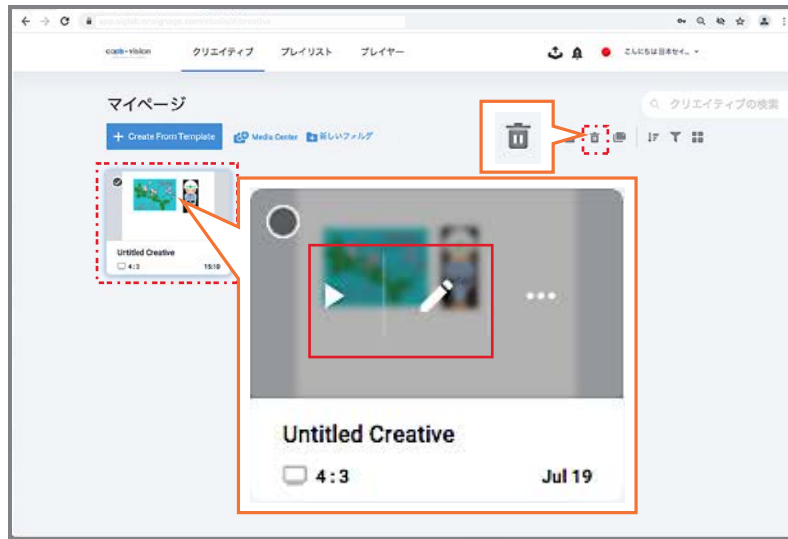 クリエイティブ プレイリスト プレイヤー
こんにちは日本セイ...
マイページ
クリエイティブの検索
+ Create From Template Media Center 新しいフォルダ
Untitled Creative
4:3 15:10
Untitled Creative
4:3 Jul 19